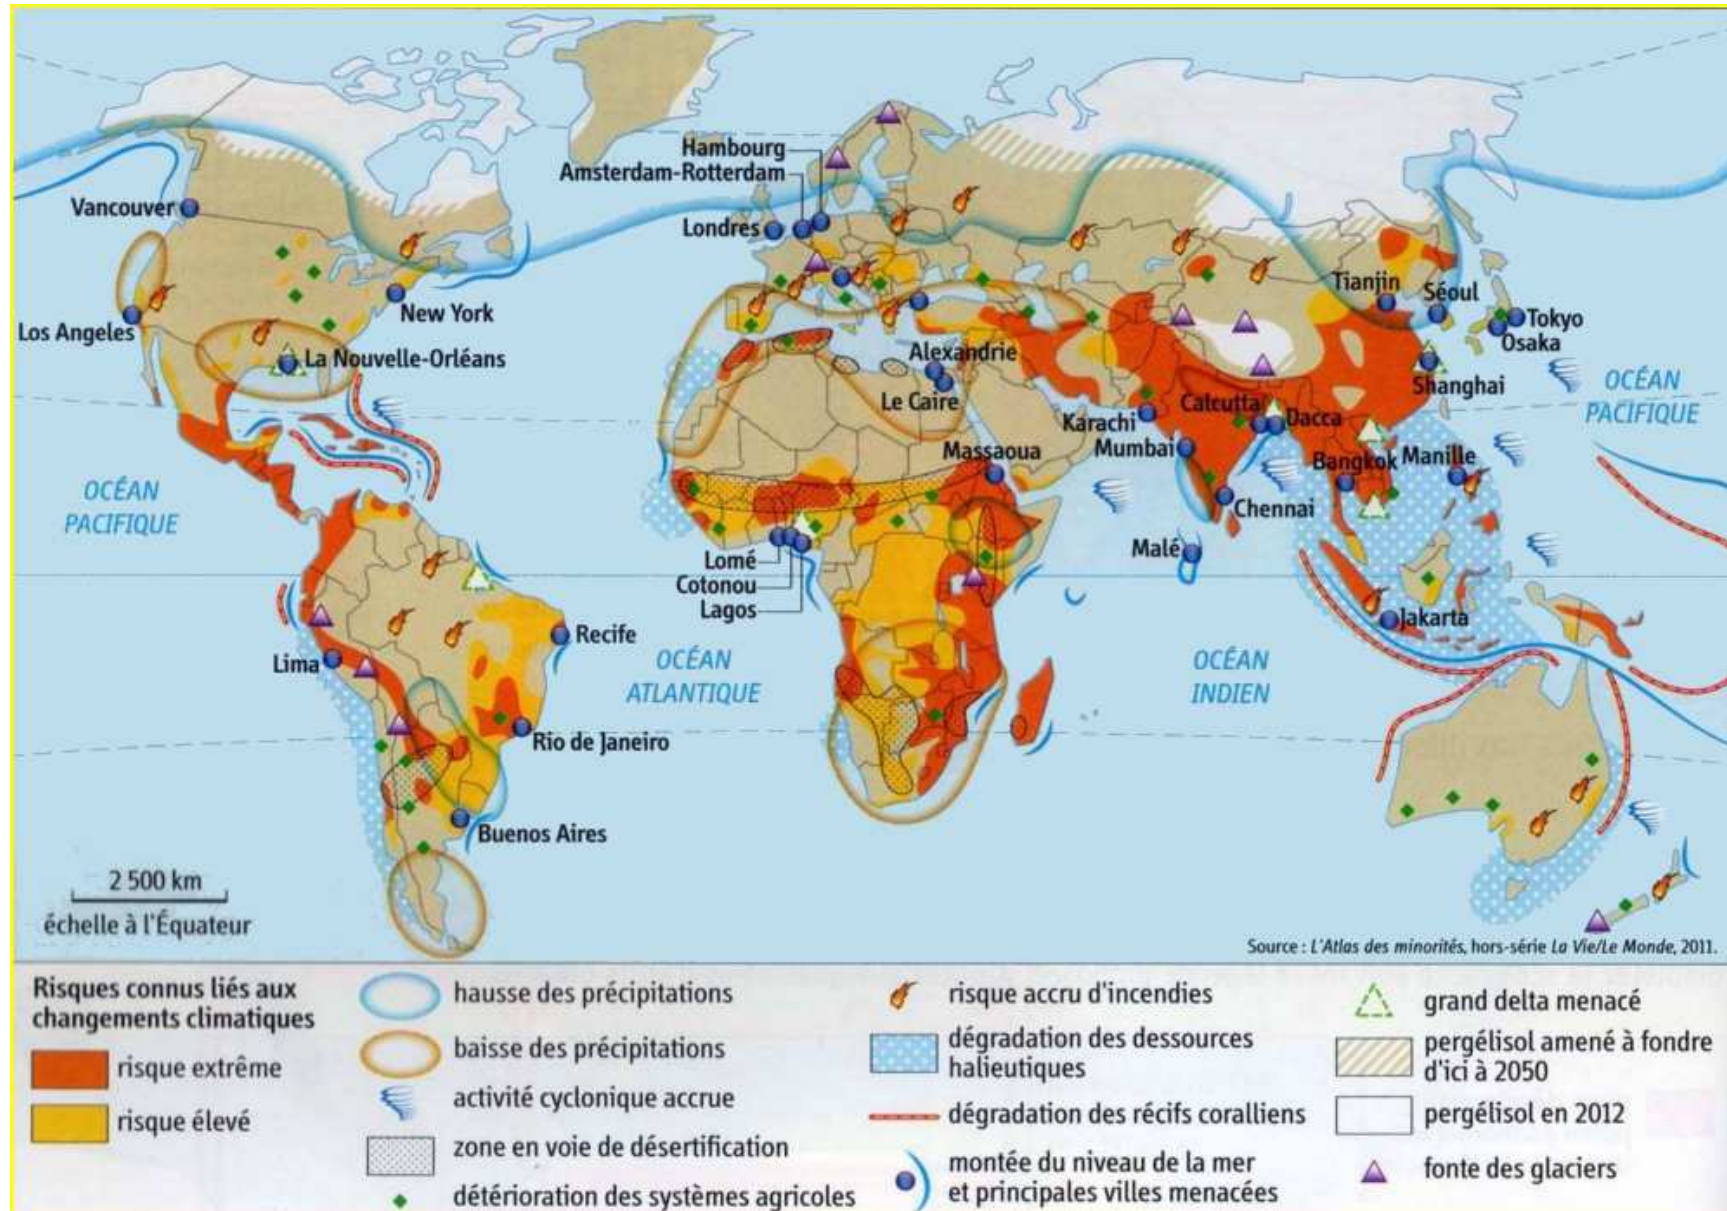 Hambourg
Amsterdam-Rotterdam
Vancouver
Londres
New York
Los Angeles
La Nouvelle-Orléans
Tianjin
Séoul
Tokyo
Osaka
Shanghai
Alexandrie
Le Caire
Karachi
Calcutta
Dacca
Mumbai
Massaoua
Bangkok
Manille
Chennai
OCÉAN
PACIFIQUE
OCÉAN
PACIFIQUE
Malé
Lomé
Cotonou
Lagos
Jakarta
Recife
Lima
OCÉAN
ATLANTIQUE
OCÉAN
INDIEN
Rio de Janeiro
Buenos Aires
2 500 km
échelle à l'Équateur
Source : L'Atlas des minorités, hors-série La Vie/Le Monde, 2011.
Risques connus liés aux
changements climatiques
risque extrême
risque élevé
hausse des précipitations
baisse des précipitations
activité cyclonique accrue
zone en voie de désertification
détérioration des systèmes agricoles
risque accru d'incendies
dégradation des dessources
halieutiques
dégradation des récifs coralliens
montée du niveau de la mer
et principales villes menacées
grand delta menacé
pergélisol amené à fondre
d'ici à 2050
pergélisol en 2012
fonte des glaciers